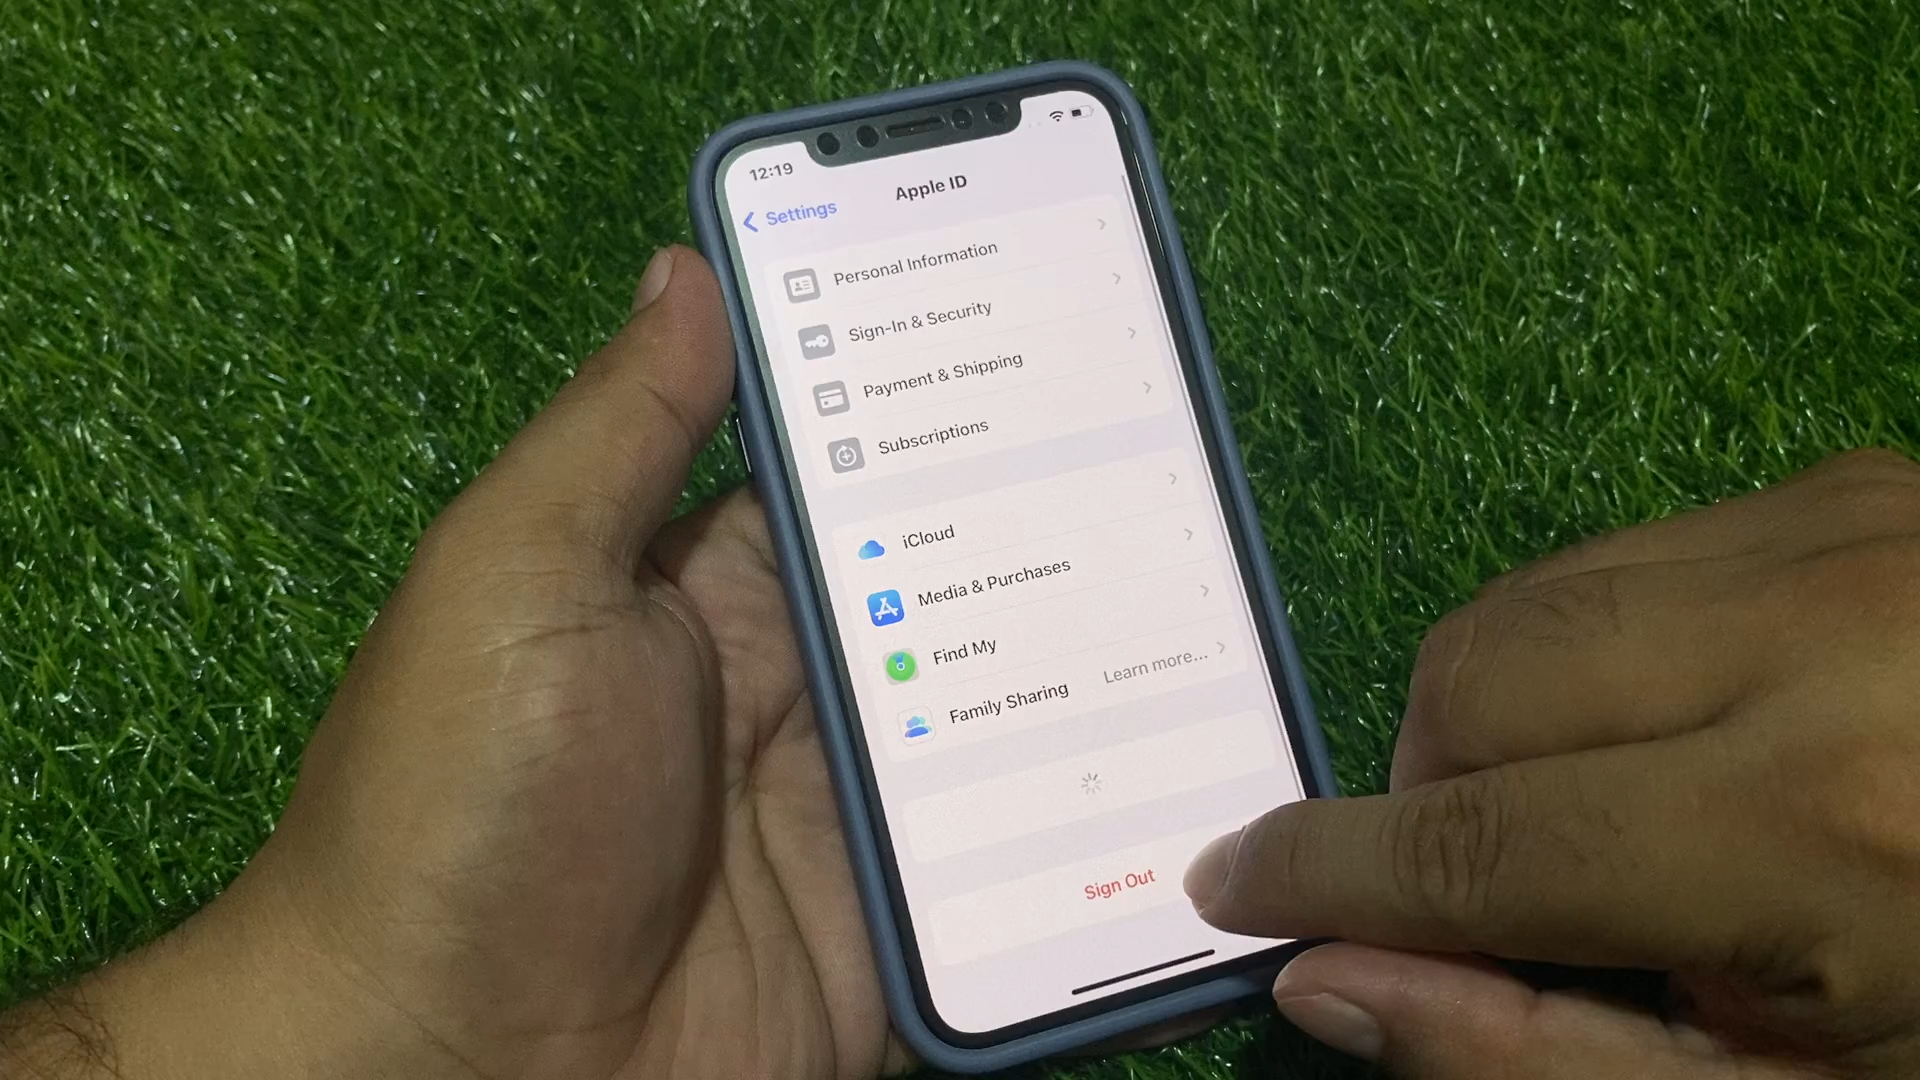 12:19
Settings
Apple ID
Personal Information
Sign-In & Security
Payment & Shipping
Subscriptions
iCloud
Media & Purchases
Find My
Family Sharing
Learn more...
Sign Out